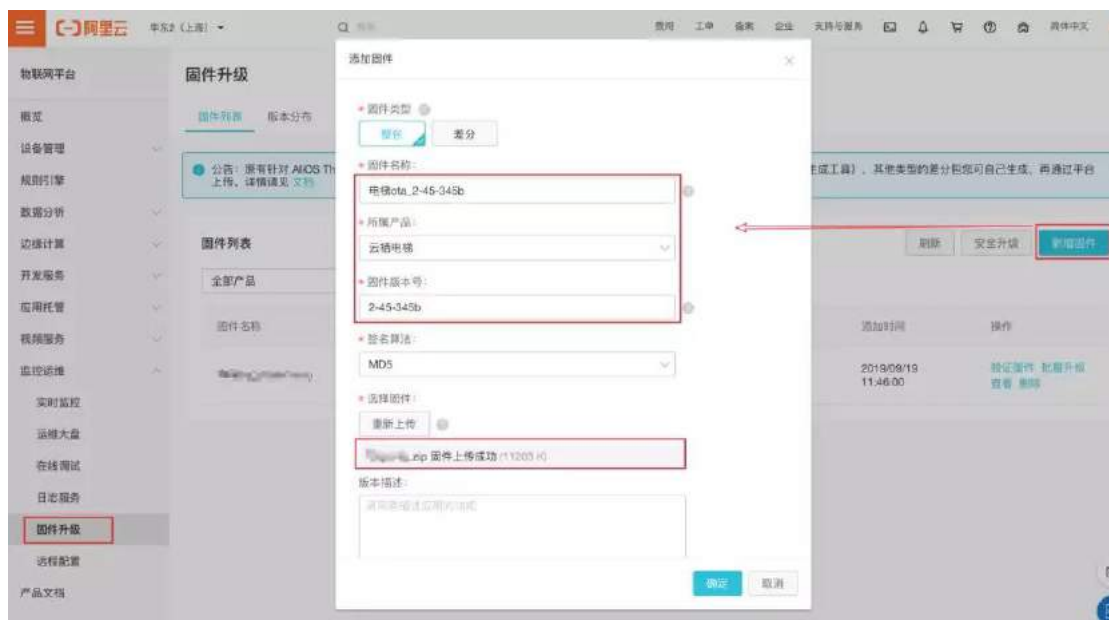 阿里云
华东2（上海）
费用 工单 备案 企业 支持与服务 简体中文
物联网平台
概览
设备管理
规则引擎
数据分析
边缘计算
开发服务
应用托管
视频服务
监控运维
实时监控
运维大盘
在线调试
日志服务
固件升级
远程配置
产品文档
固件升级
固件列表 版本分布
公告：原有针对 AliOS Th
上传，详情请见 文档
生成工具），其他类型的差分包您可自己生成，再通过平台
固件列表
刷新 安全升级 新增固件
全部产品
固件名称
添加时间 操作
2019/09/19
11:46:00
验证固件 批量升级
查看 删除
添加固件
* 固件类型
整包 差分
* 固件名称：
电梯ota_2-45-345b
* 所属产品：
云栖电梯
* 固件版本号：
2-45-345b
* 签名算法：
MD5
* 选择固件：
重新上传
.zip 固件上传成功 (11203 K)
版本描述：
确定 取消